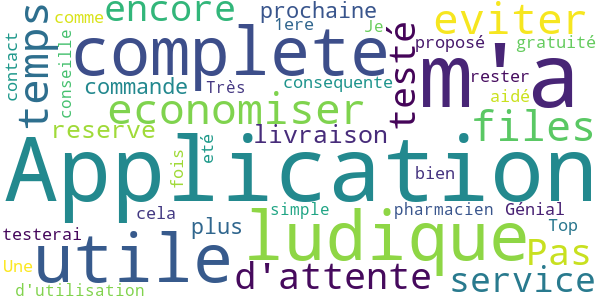 comme
encore
prochaine
1ere
Je
eviter
contact
temps
conseille
complete
testé
proposé
gratuité
m'a
rester
aidé
commande
Très
consequente
economiser
files
reserve
livraison
fois
eté
Application
bien
testerai
cela
simple
pharmacien
Génial
Une
utile
plus
ludique
Top
Pas
d'attente
service
d'utilisation